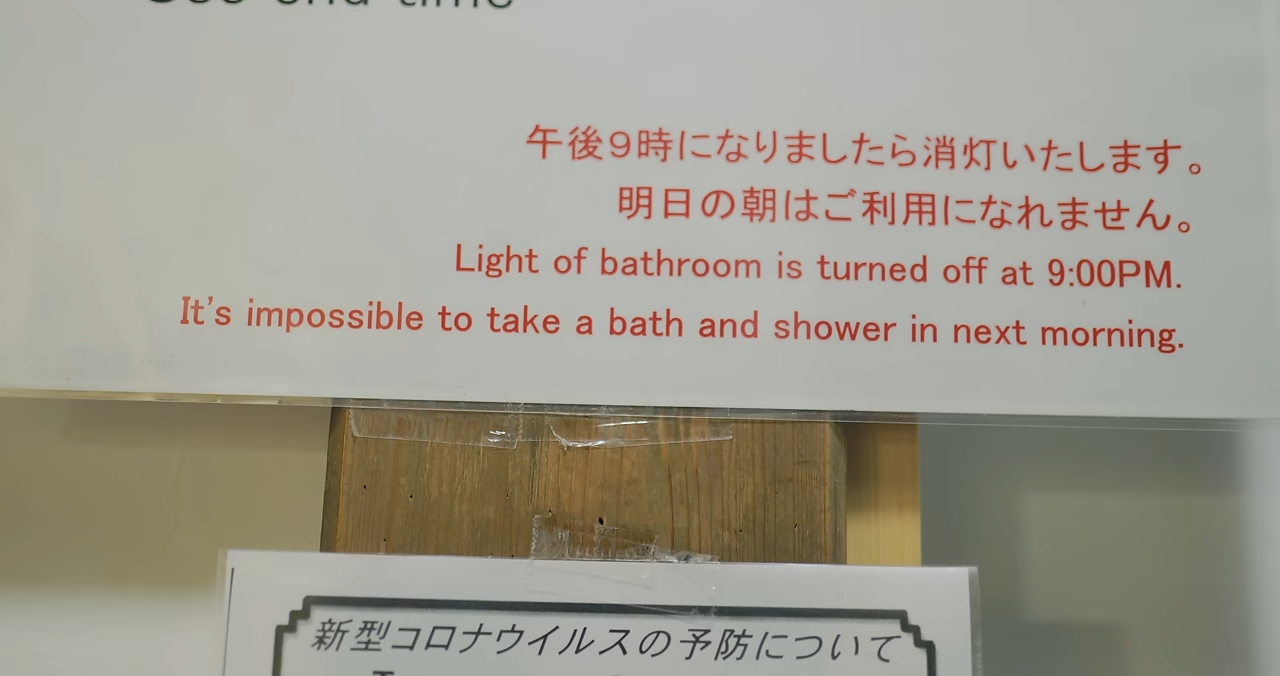 end time
午後９時になりましたら消灯いたします。
明日の朝はご利用になれません。
Light of bathroom is turned off at 9:00PM.
It's impossible to take a bath and shower in next morning.
新型コロナウイルスの予防について